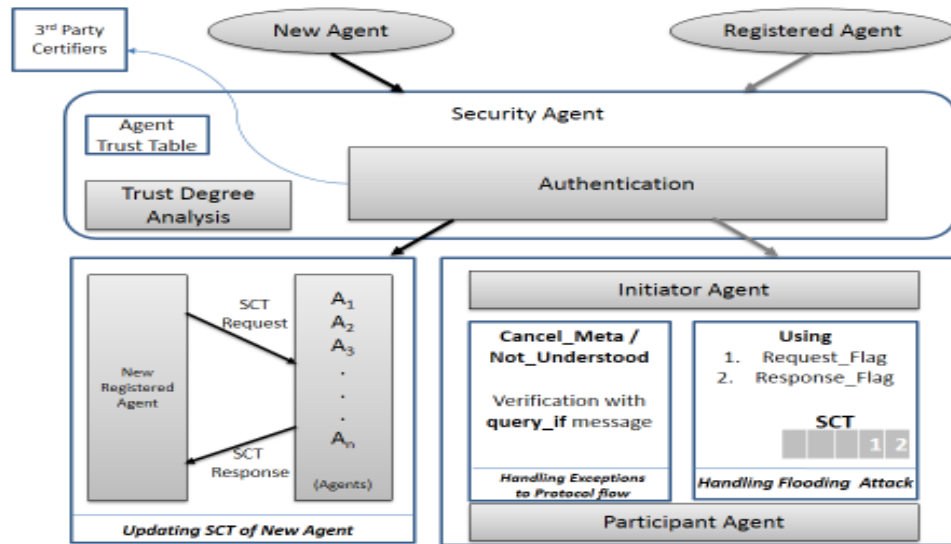 3rd Party
Certifiers
New Agent
Registered Agent
Security Agent
Agent
Trust Table
Trust Degree
Analysis
Authentication
New
Registered
Agent
SCT
Request
SCT
Response
A1
A2
A3
.
.
.
An
(Agents)
Updating SCT of New Agent
Initiator Agent
Cancel_Meta /
Not_Understood
Verification with
query_if message
Handling Exceptions
to Protocol flow
Using
1. Request_Flag
2. Response_Flag
SCT
1 2
Handling Flooding Attack
Participant Agent